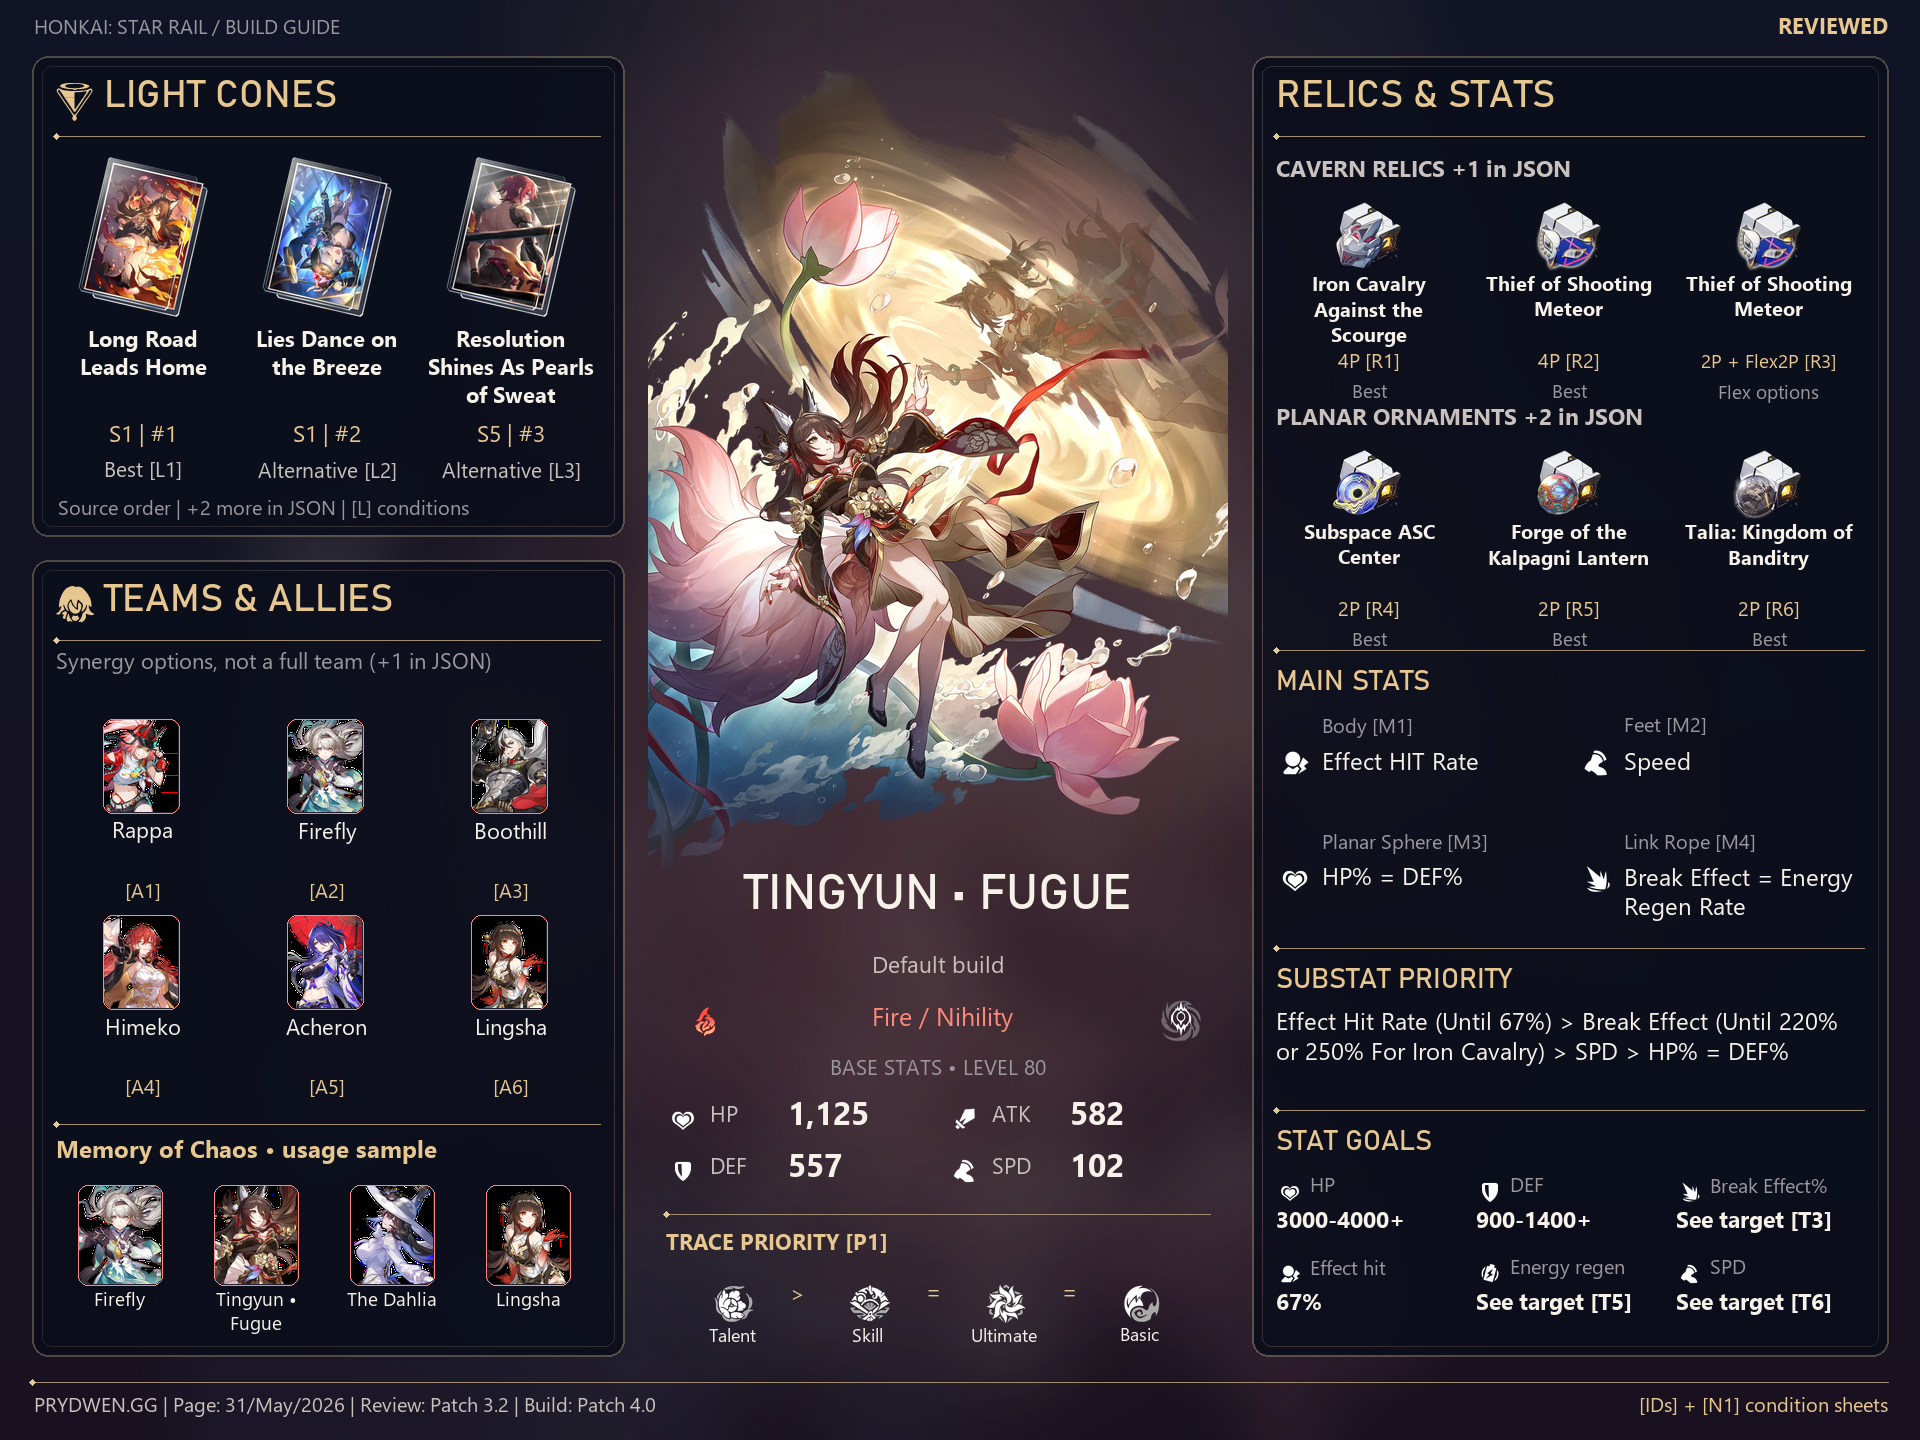 HONKAI: STAR RAIL / BUILD GUIDE
REVIEWED
LIGHT CONES
Long Road Leads Home
Lies Dance on the Breeze
Resolution Shines As Pearls of Sweat
S1 | #1
S1 | #2
S5 | #3
Best [L1]
Alternative [L2]
Alternative [L3]
Source order | +2 more in JSON | [L] conditions
TEAMS & ALLIES
Synergy options, not a full team (+1 in JSON)
Rappa
Firefly
Boothill
[A1]
[A2]
[A3]
Himeko
Acheron
Lingsha
[A4]
[A5]
[A6]
Memory of Chaos • usage sample
Firefly
Tingyun • Fugue
The Dahlia
Lingsha
TINGYUN • FUGUE
Default build
Fire / Nihility
BASE STATS • LEVEL 80
HP 1,125
ATK 582
DEF 557
SPD 102
TRACE PRIORITY [P1]
Talent > Skill = Ultimate = Basic
RELICS & STATS
CAVERN RELICS +1 in JSON
Iron Cavalry Against the Scourge
Thief of Shooting Meteor
Thief of Shooting Meteor
4P [R1]
4P [R2]
2P + Flex2P [R3]
Best
Best
Flex options
PLANAR ORNAMENTS +2 in JSON
Subspace ASC Center
Forge of the Kalpagni Lantern
Talia: Kingdom of Banditry
2P [R4]
2P [R5]
2P [R6]
Best
Best
Best
MAIN STATS
Body [M1]
Effect HIT Rate
Feet [M2]
Speed
Planar Sphere [M3]
HP% = DEF%
Link Rope [M4]
Break Effect = Energy Regen Rate
SUBSTAT PRIORITY
Effect Hit Rate (Until 67%) > Break Effect (Until 220%
or 250% For Iron Cavalry) > SPD > HP% = DEF%
STAT GOALS
HP
3000-4000+
DEF
900-1400+
Break Effect%
See target [T3]
Effect hit
67%
Energy regen
See target [T5]
SPD
See target [T6]
PRYDWEN.GG | Page: 31/May/2026 | Review: Patch 3.2 | Build: Patch 4.0
[IDs] + [N1] condition sheets